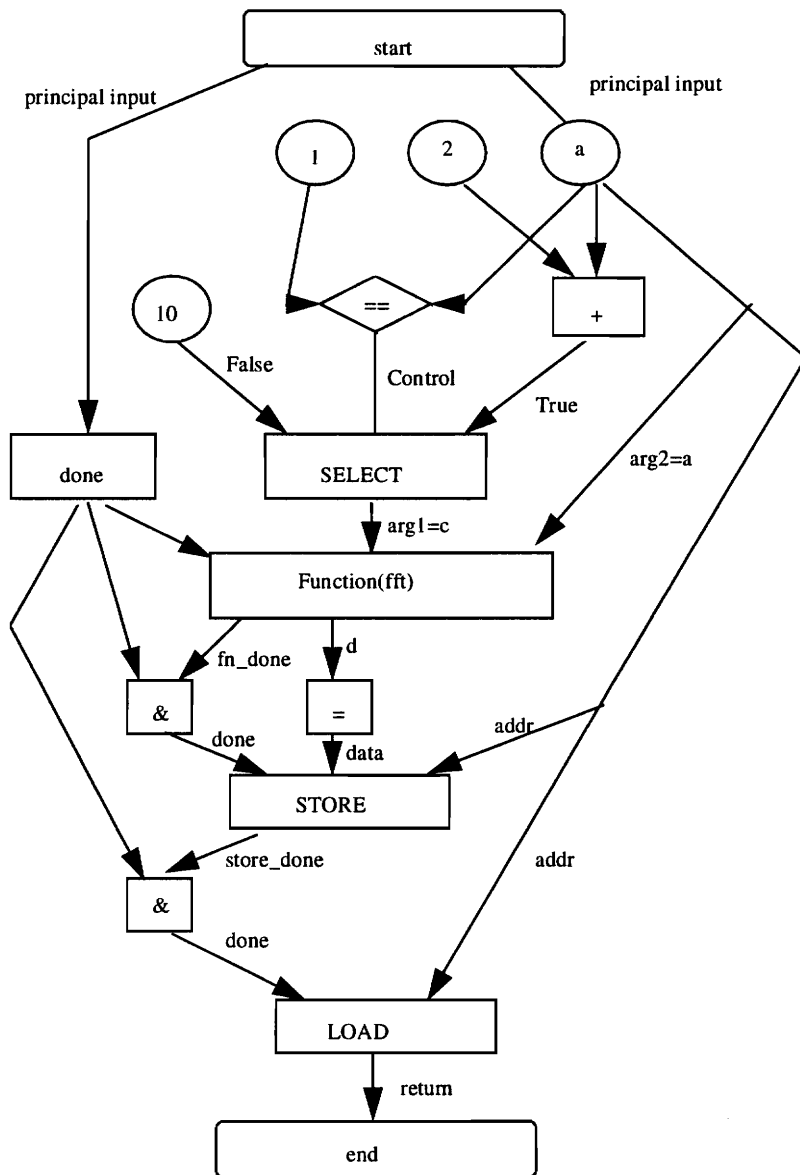 start
principal input
principal input
1
2
a
10
==
+
False
Control
True
done
SELECT
arg2=a
arg1=c
Function(fft)
fn_done
d
&
=
addr
done
data
STORE
store_done
addr
&
done
LOAD
return
end